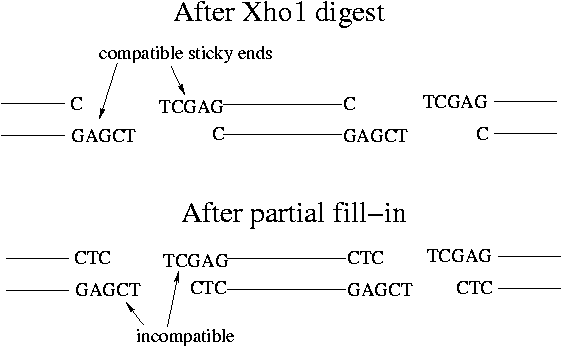 After Xho1 digest
compatible sticky ends
C TCGAG C TCGAG
GAGCT C GAGCT C
After partial fill-in
CTC TCGAG CTC TCGAG
GAGCT CTC GAGCT CTC
incompatible